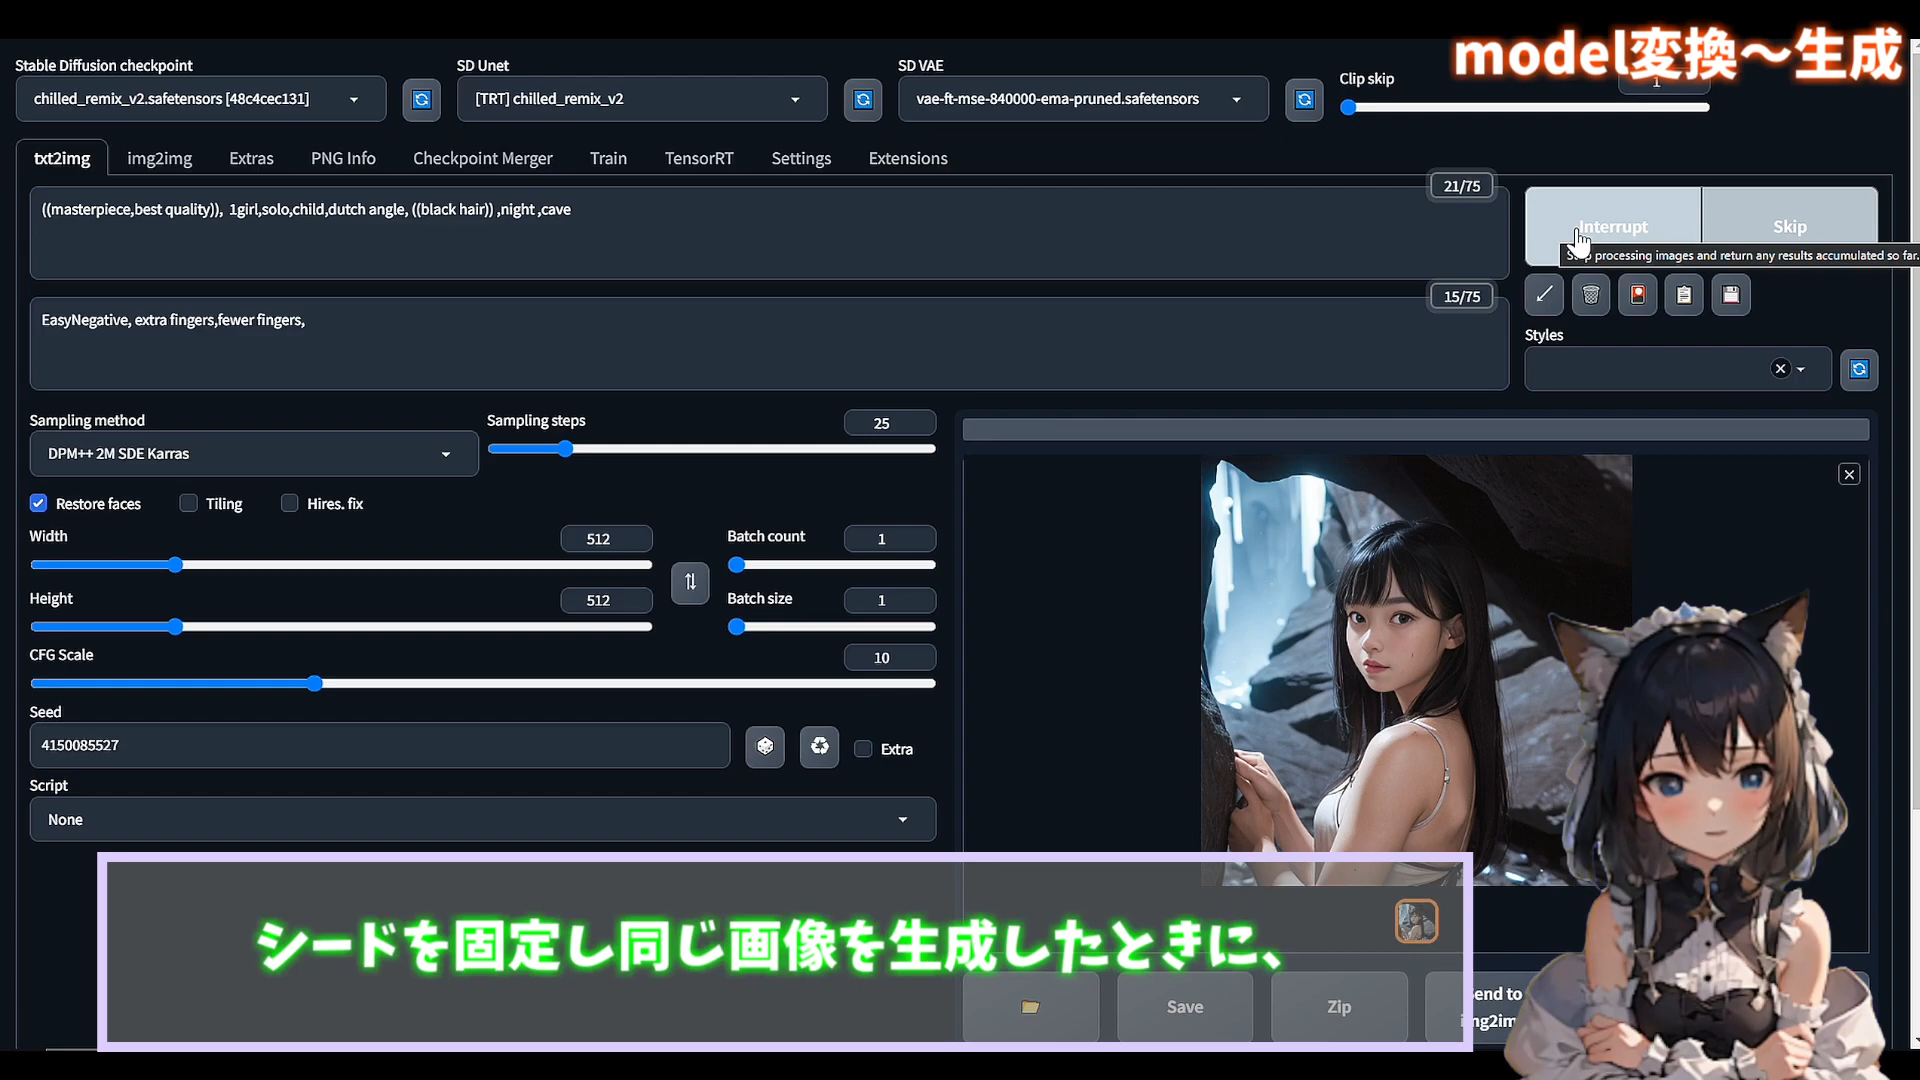 model変換～生成
Stable Diffusion checkpoint
SD Unet
SD VAE
Clip skip
chilled_remix_v2.safetensors [48c4cec131]
[TRT] chilled_remix_v2
vae-ft-mse-840000-ema-pruned.safetensors
1
txt2img
img2img
Extras
PNG Info
Checkpoint Merger
Train
TensorRT
Settings
Extensions
21/75
((masterpiece,best quality)), 1girl,solo,child,dutch angle, ((black hair)) ,night ,cave
Interrupt
Skip
processing images and return any results accumulated so far.
15/75
EasyNegative, extra fingers,fewer fingers,
Styles
Sampling method
Sampling steps
25
DPM++ 2M SDE Karras
Restore faces
Tiling
Hires. fix
Width
512
Batch count
1
Height
512
Batch size
1
CFG Scale
10
Seed
4150085527
Extra
Script
None
シードを固定し同じ画像を生成したときに、
Save
Zip
end to